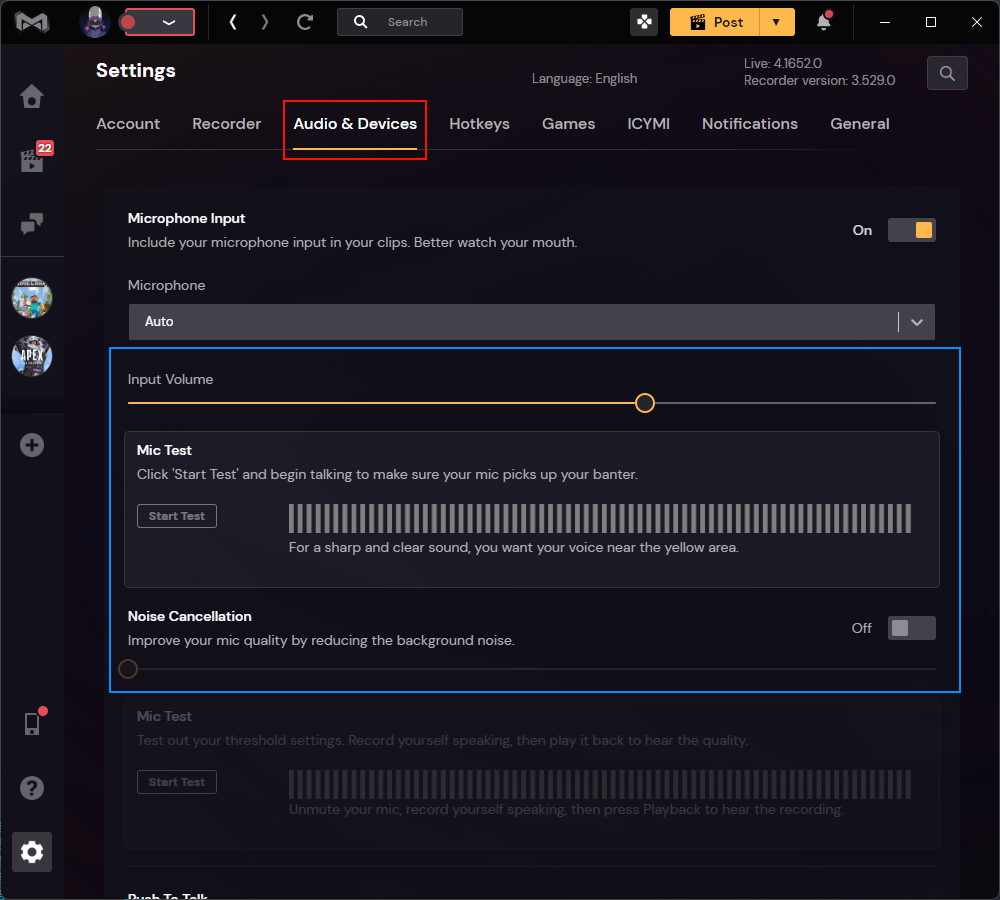 Search
Post
Settings
Language: English
Live: 4.1652.0
Recorder version: 3.529.0
Account
Recorder
Audio & Devices
Hotkeys
Games
ICYMI
Notifications
General
22
Microphone Input
Include your microphone input in your clips. Better watch your mouth.
On
Microphone
Auto
APEX
Input Volume
Mic Test
Click 'Start Test' and begin talking to make sure your mic picks up your banter.
Start Test
For a sharp and clear sound, you want your voice near the yellow area.
Noise Cancellation
Improve your mic quality by reducing the background noise.
Off
Mic Test
Test out your threshold settings. Record yourself speaking, then play it back to hear the quality.
Start Test
Unmute your mic, record yourself speaking, then press Playback to hear the recording.
Push To Talk